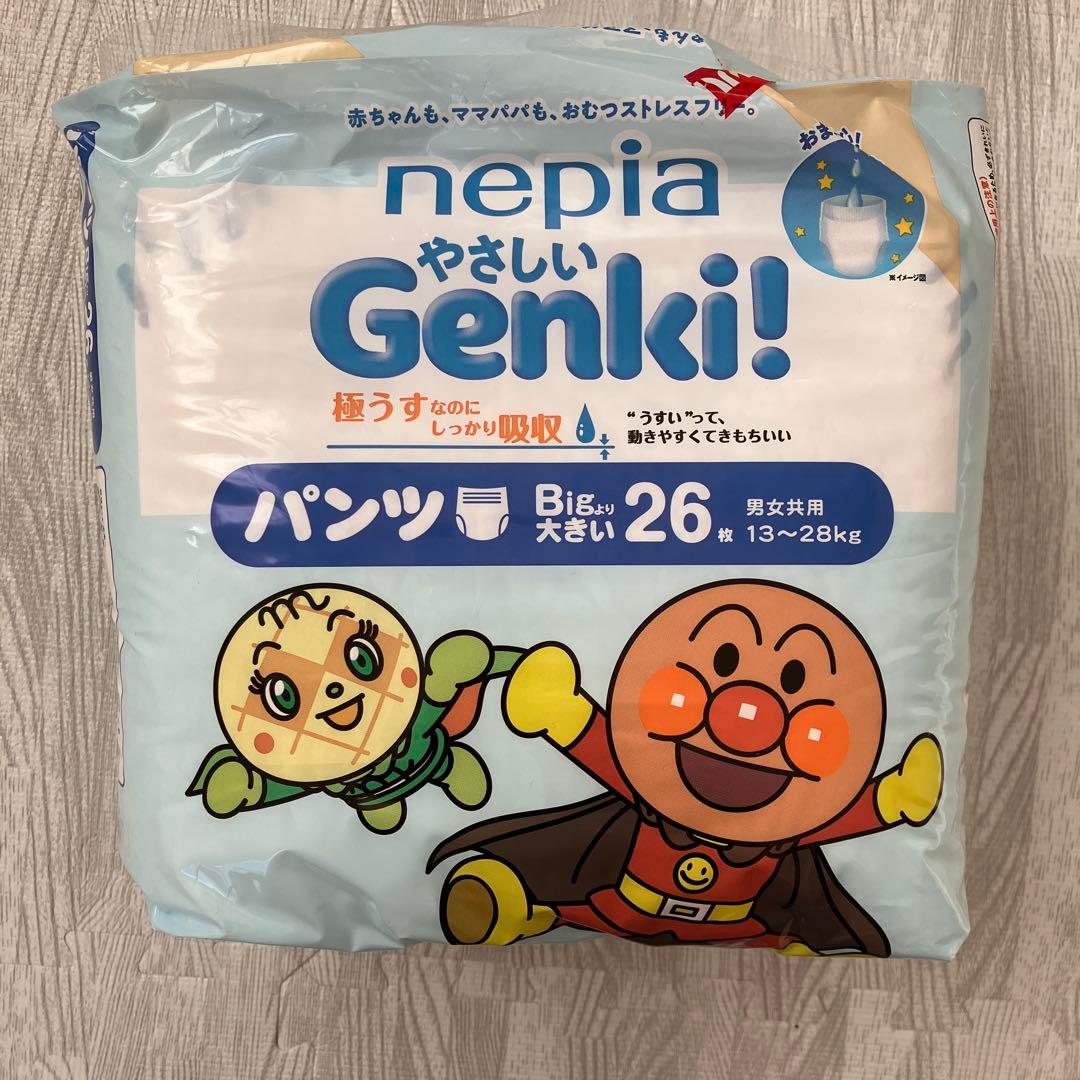 赤ちゃんも、ママパパも、おむつストレスフリー。
nepia
やさしい
Genki!
※イメージ図
極うすなのに
しっかり吸収
“うすい”って、
動きやすくてきもちいい
パンツ
Bigより
大きい
26枚
男女共用
13～28kg